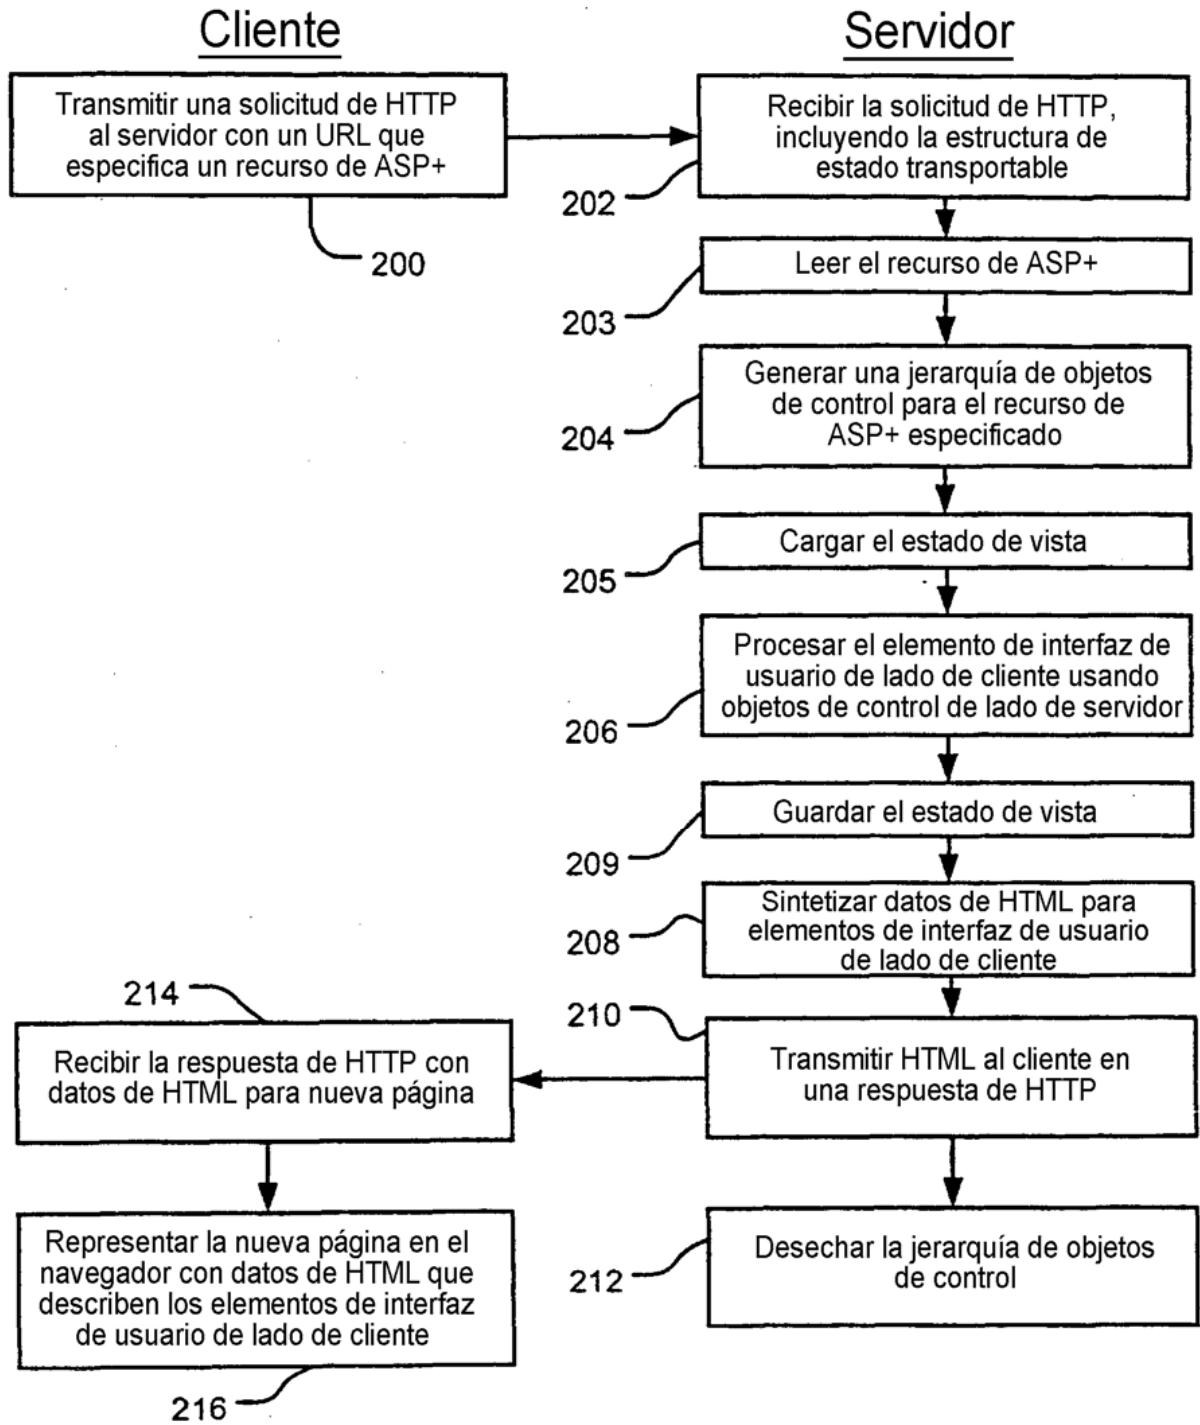 Cliente
Servidor
Transmitir una solicitud de HTTP
al servidor con un URL que
especifica un recurso de ASP+
200
Recibir la solicitud de HTTP,
incluyendo la estructura de
estado transportable
202
Leer el recurso de ASP+
203
Generar una jerarquía de objetos
de control para el recurso de
ASP+ especificado
204
Cargar el estado de vista
205
Procesar el elemento de interfaz de
usuario de lado de cliente usando
objetos de control de lado de servidor
206
Guardar el estado de vista
209
Sintetizar datos de HTML para
elementos de interfaz de usuario
de lado de cliente
208
210
Transmitir HTML al cliente en
una respuesta de HTTP
214
Recibir la respuesta de HTTP con
datos de HTML para nueva página
Desechar la jerarquía de objetos
de control
212
Representar la nueva página en el
navegador con datos de HTML que
describen los elementos de interfaz
de usuario de lado de cliente
216